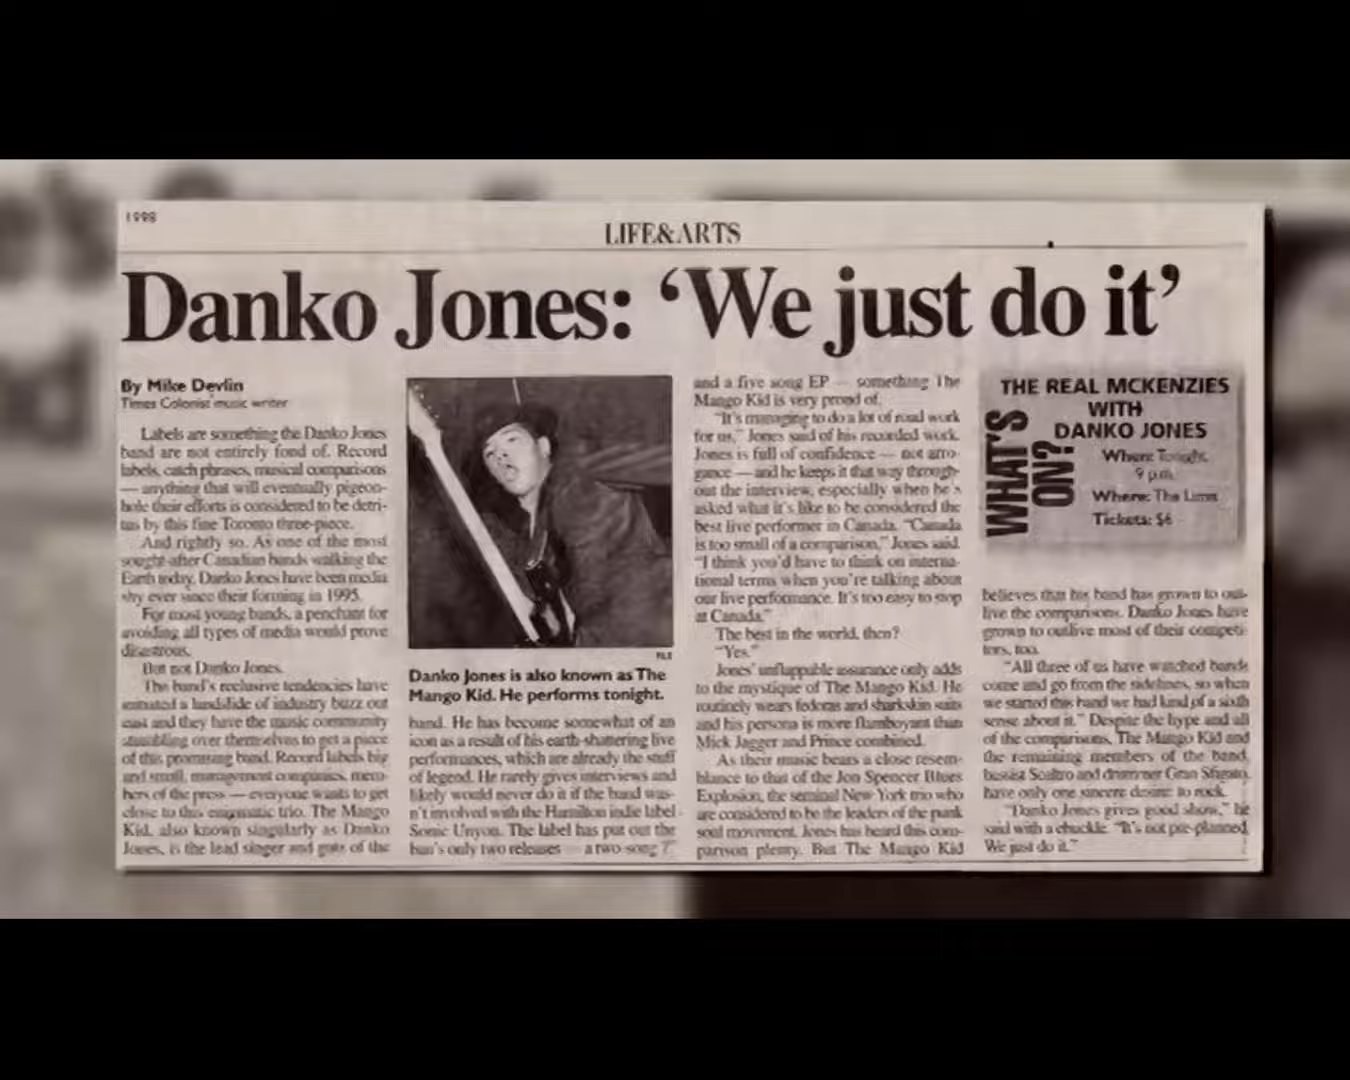 1998
LIFE&ARTS
Danko Jones: ‘We just do it’
By Mike Devlin
Times Colonist music writer
Labels are something the Danko Jones
band are not entirely fond of. Record
labels, catch phrases, musical comparisons
— anything that will eventually pigeon-
hole their efforts is considered to be detri-
tus by this fine Toronto three-piece.
And rightly so. As one of the most
sought-after Canadian bands walking the
Earth today, Danko Jones have been media
shy ever since their forming in 1995.
For most young bands, a penchant for
avoiding all types of media would prove
disastrous.
But not Danko Jones.
The band's reclusive tendencies have
a landslide of industry buzz out
east and they have the music community
stumbling over themselves to get a piece
of this promising band. Record labels big
and small, management companies, mem-
bers of the press — everyone wants to get
close to this enigmatic trio. The Mango
Kid, also known singularly as Danko
Jones, is the lead singer and guts of the
FILE
Danko Jones is also known as The
Mango Kid. He performs tonight.
band. He has become somewhat of an
icon as a result of his earth-shattering live
performances, which are already the stuff
of legend. He rarely gives interviews and
likely would never do it if the band was-
n't involved with the Hamilton indie label
Sonic Unyon. The label has put out the
ban's only two releases — a two-song 7"
and a five song EP — something The
Mango Kid is very proud of.
"It's managing to do a lot of road work
for us," Jones said of his recorded work.
Jones is full of confidence — not arro-
gance — and he keeps it that way through-
out the interview, especially when he's
asked what it's like to be considered the
best live performer in Canada. "Canada
is too small of a comparison," Jones said.
"I think you'd have to think on interna-
tional terms when you're talking about
our live performance. It's too easy to stop
at Canada."
The best in the world, then?
"Yes."
Jones' unflappable assurance only adds
to the mystique of The Mango Kid. He
routinely wears fedoras and sharkskin suits
and his persona is more flamboyant than
Mick Jagger and Prince combined.
As their music bears a close resem-
blance to that of the Jon Spencer Blues
Explosion, the seminal New York trio who
are considered to be the leaders of the punk
soul movement, Jones has heard this com-
parison plenty. But The Mango Kid
WHAT'S
ON?
THE REAL MCKENZIES
WITH
DANKO JONES
Where: Tonight,
9 p.m.
Where: The Limit
Tickets: $6
believes that his band has grown to out-
live the comparisons. Danko Jones have
grown to outlive most of their competi-
tors, too.
"All three of us have watched bands
come and go from the sidelines, so when
we started this band we had kind of a sixth
sense about it." Despite the hype and all
of the comparisons, The Mango Kid and
the remaining members of the band,
bassist Scaltro and drummer Gran Sfigato,
have only one sincere desire: to rock.
"Danko Jones gives good show," he
said with a chuckle. "It's not pre-planned.
We just do it."